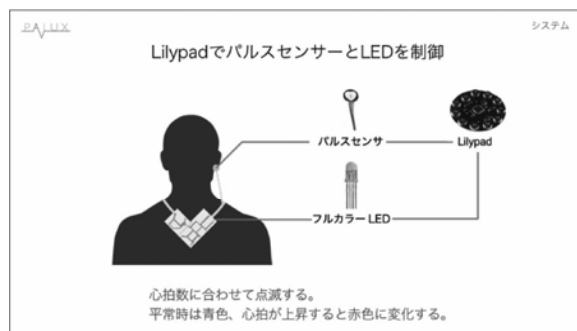 PALUX
システム
LilypadでパルスセンサーとLEDを制御
パルスセンサ
Lilypad
フルカラー LED
心拍数に合わせて点滅する。
平常時は青色、心拍が上昇すると赤色に変化する。